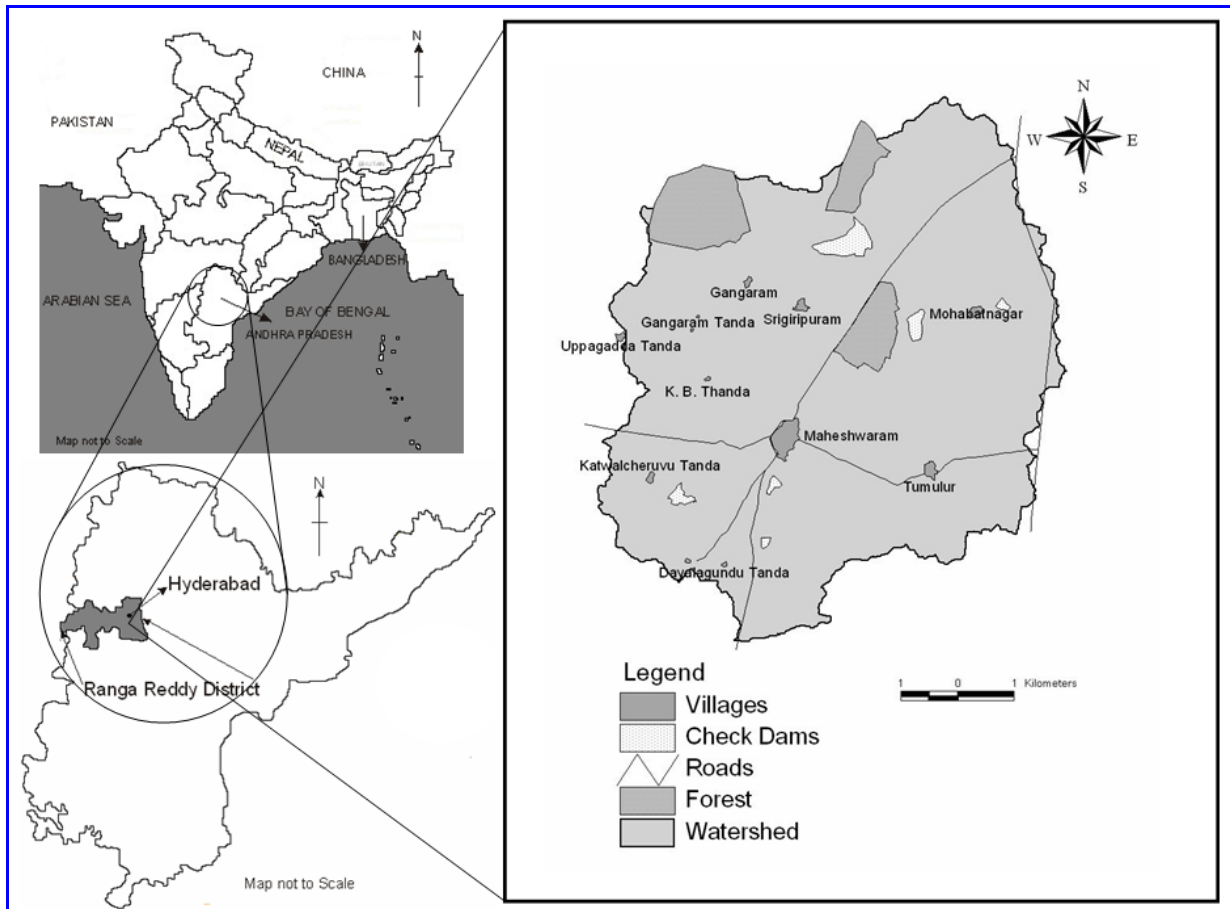 N
CHINA
PAKISTAN
NEPAL
BHUTAN
BANGLADESH
ARABIAN SEA
BAY OF BENGAL
ANDHRA PRADESH
Map not to Scale
N
Hyderabad
Ranga Reddy District
Map not to Scale
N
W E
S
Gangaram
Gangaram Tanda
Srigiripuram
Mohabatnagar
Uppagadda Tanda
K. B. Thanda
Maheshwaram
Katwalcheruvu Tanda
Tumulur
Dayalagundu Tanda
Legend
1 0 1 Kilometers
Villages
Check Dams
Roads
Forest
Watershed